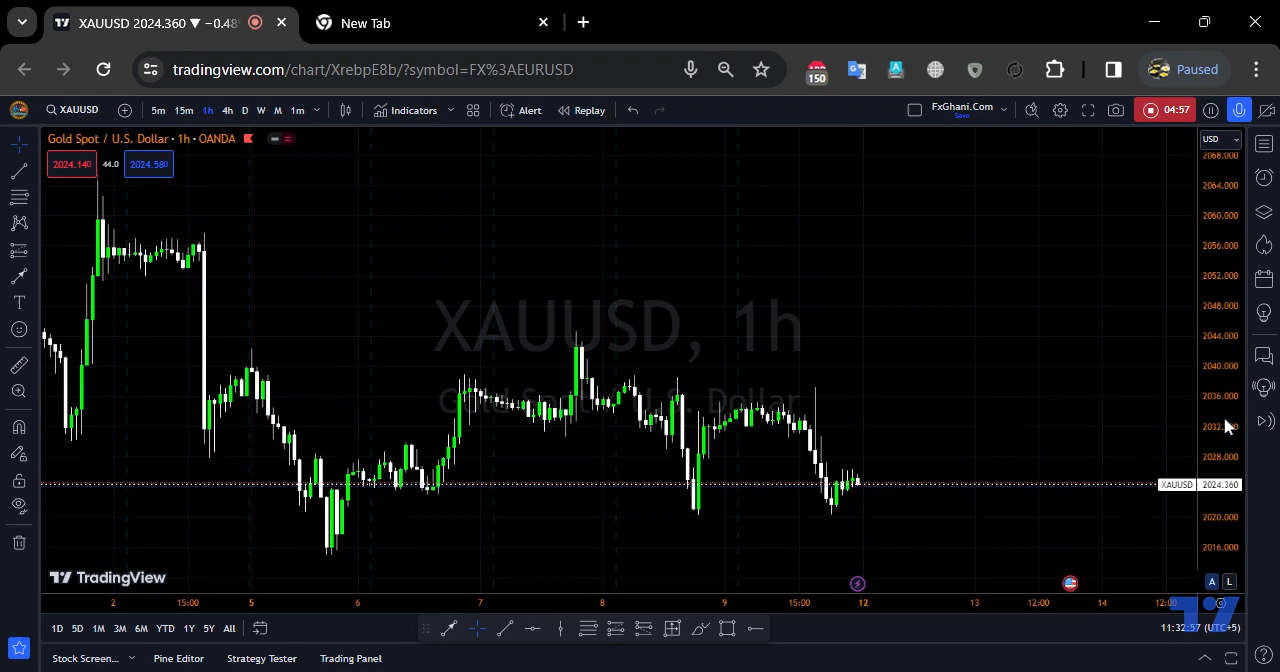 XAUUSD 2024.360 ▼ −0.48
New Tab
tradingview.com/chart/XrebpE8b/?symbol=FX%3AEURUSD
150
Paused
XAUUSD
5m 15m 1h 4h D W M 1m
Indicators
Alert
Replay
FxGhani.Com
Save
04:57
Gold Spot / U.S. Dollar · 1h · OANDA
USD
2024.140 44.0 2024.580
2068.000
2064.000
2060.000
2056.000
2052.000
2048.000
2044.000
2040.000
2036.000
2028.000
XAUUSD 2024.360
2020.000
2016.000
XAUUSD, 1h
Gold Spot / U.S. Dollar
TradingView
A L
2 15:00 5 6 7 8 9 15:00 12 13 12:00 14 12:00
1D 5D 1M 3M 6M YTD 1Y 5Y All
11:32:57 (UTC+5)
Stock Screen... Pine Editor Strategy Tester Trading Panel